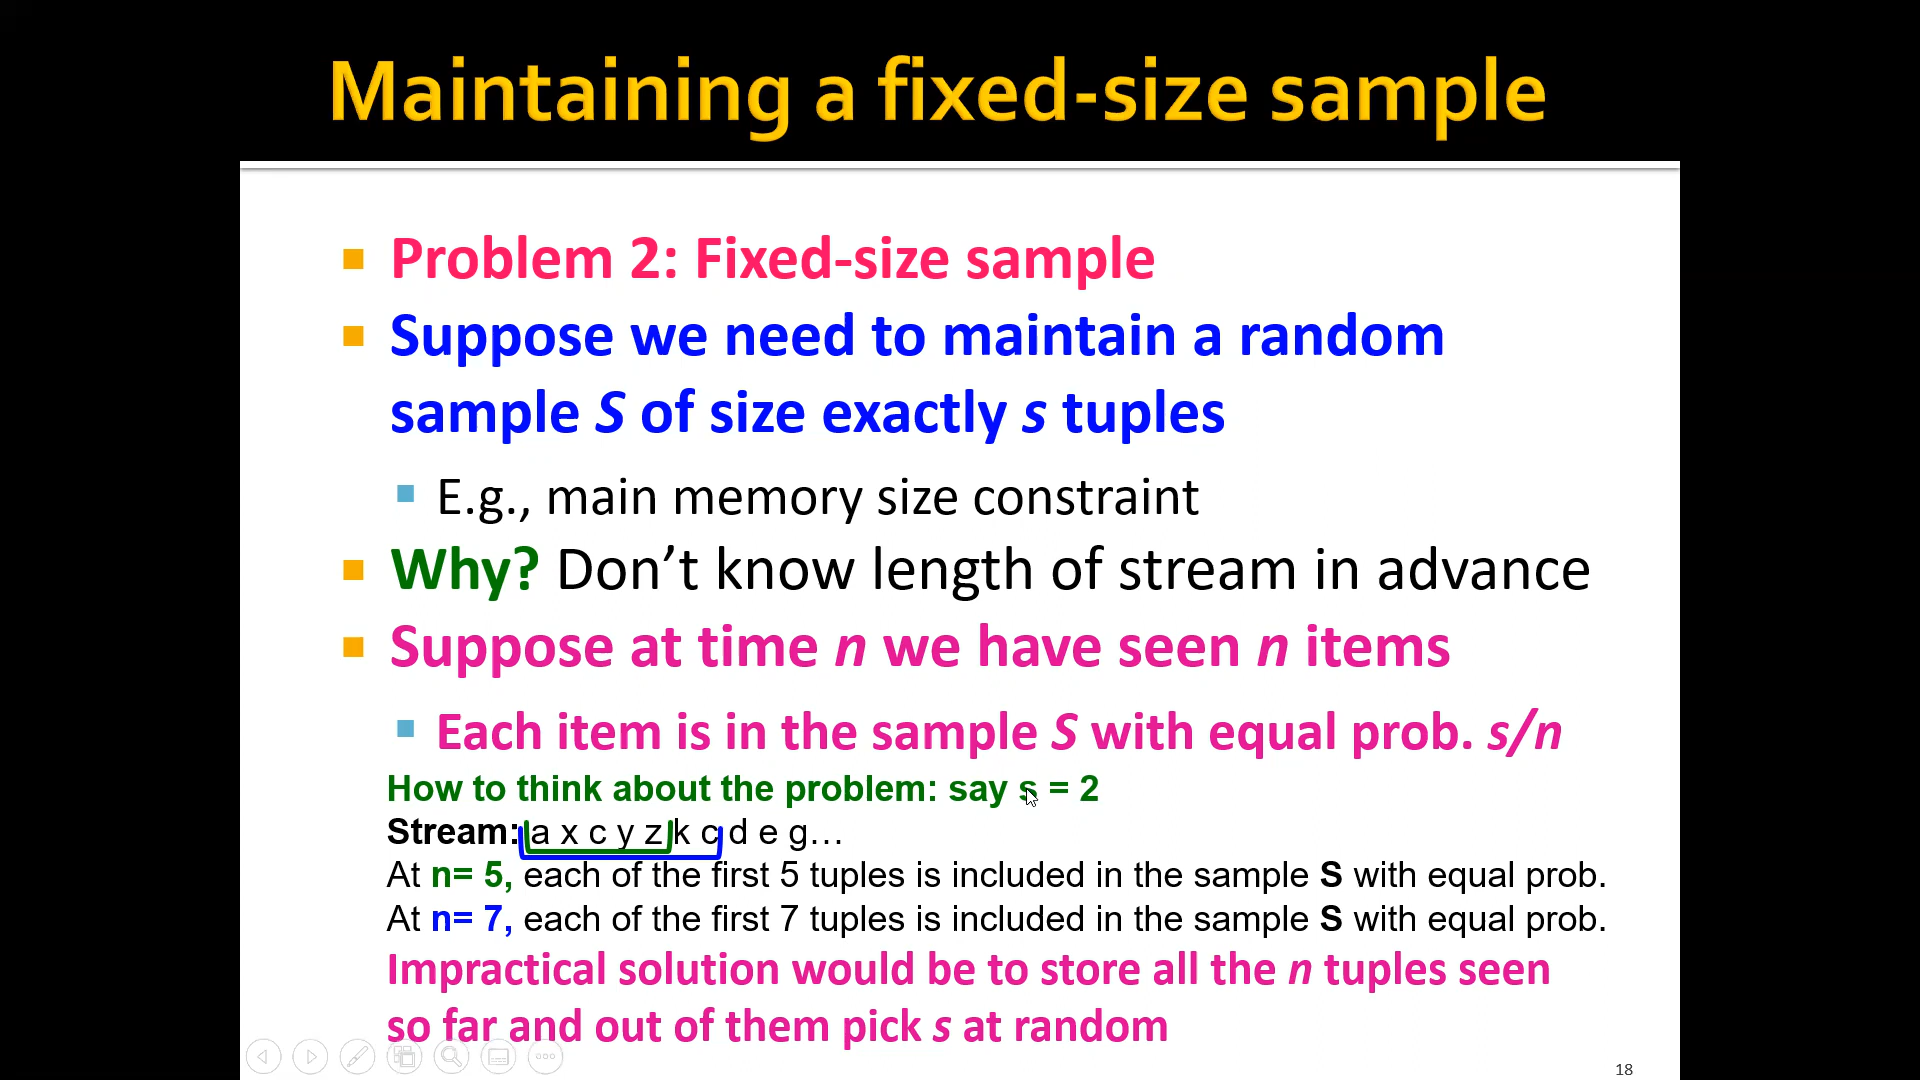 Maintaining a fixed-size sample
Problem 2: Fixed-size sample
Suppose we need to maintain a random
sample S of size exactly s tuples
E.g., main memory size constraint
Why? Don’t know length of stream in advance
Suppose at time n we have seen n items
Each item is in the sample S with equal prob. s/n
How to think about the problem: say s = 2
Stream: a x c y z k c d e g…
At n= 5, each of the first 5 tuples is included in the sample S with equal prob.
At n= 7, each of the first 7 tuples is included in the sample S with equal prob.
Impractical solution would be to store all the n tuples seen
so far and out of them pick s at random
18